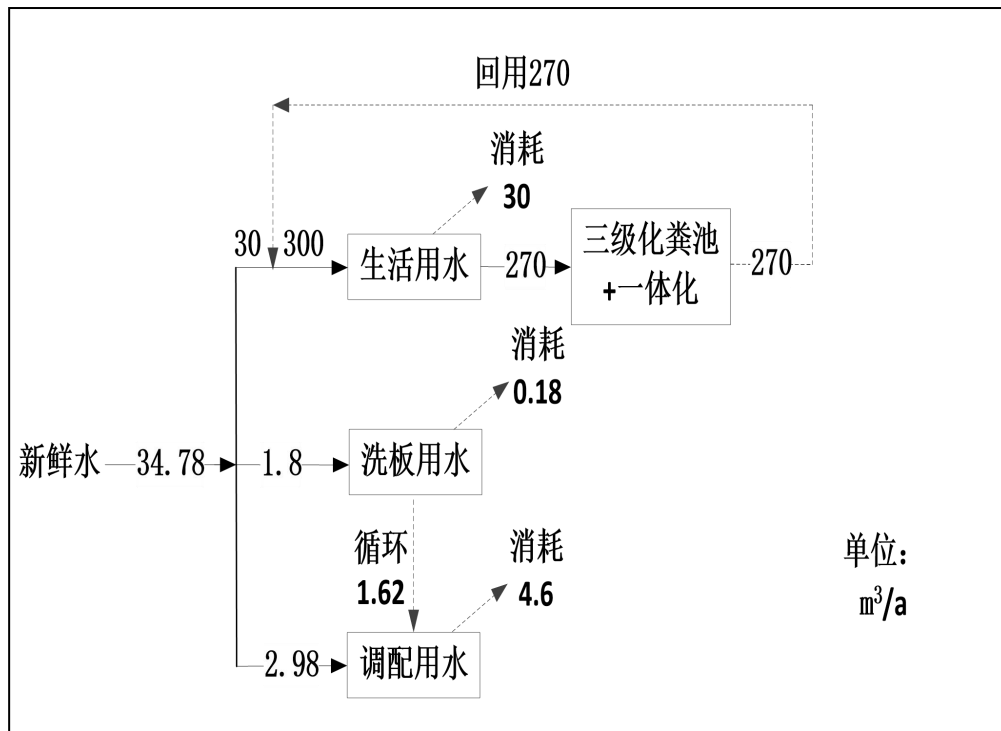 回用270
消耗
30
30
300
生活用水
270
三级化粪池
+一体化
270
消耗
0.18
新鲜水
34.78
1.8
洗板用水
循环
1.62
消耗
4.6
单位：
m³/a
2.98
调配用水